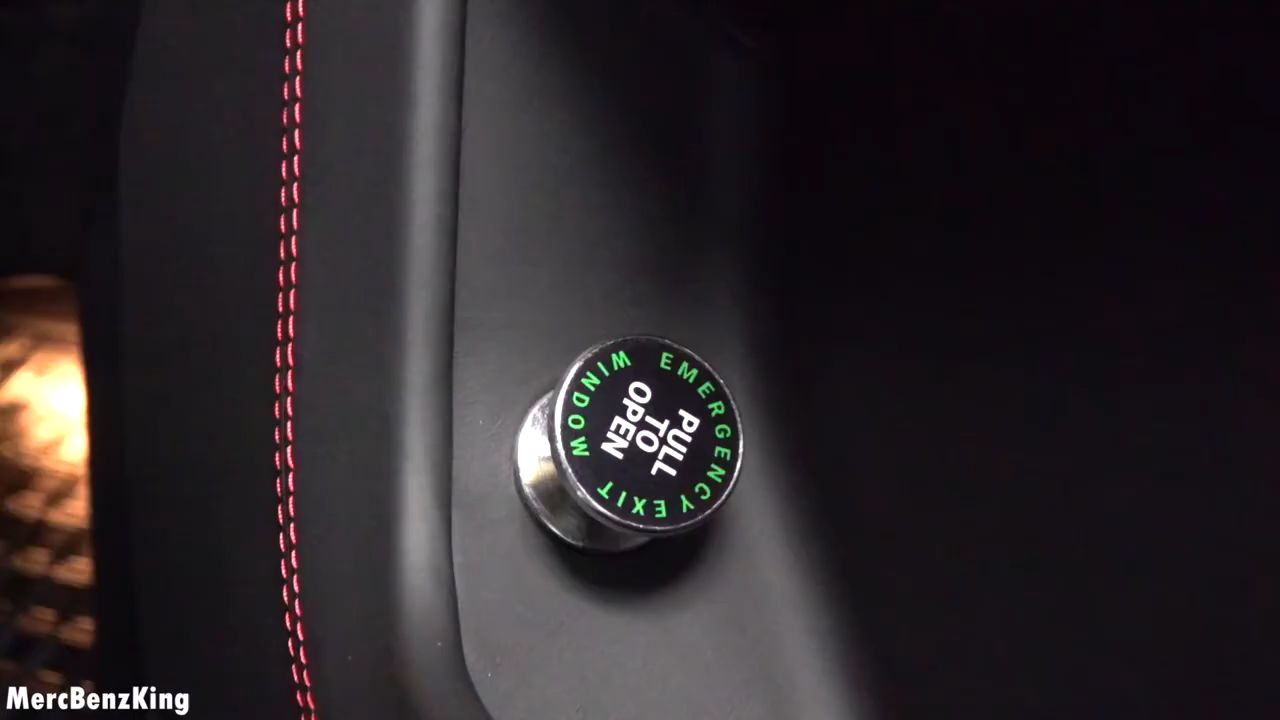 EMERGENCY EXIT WINDOW
PULL
TO
OPEN
MercBenzKing